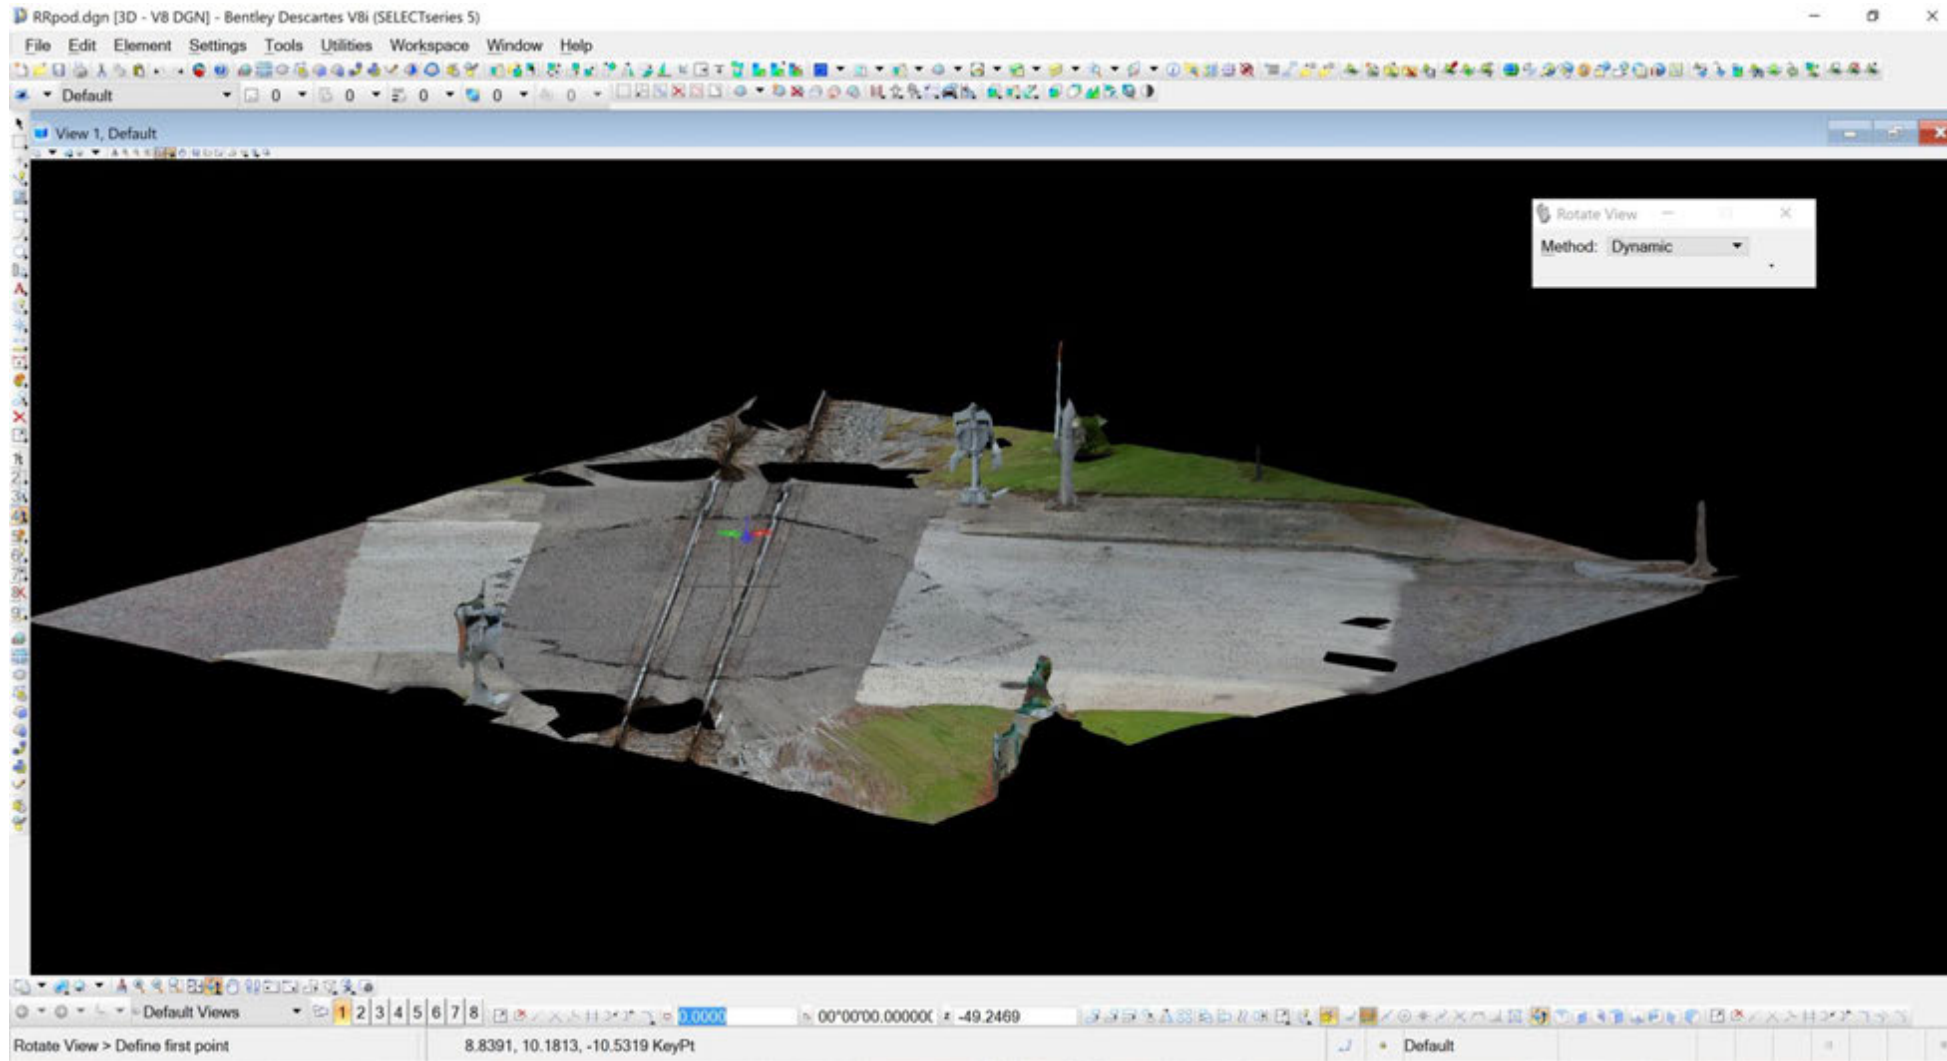 RRpod.dgn [3D - V8 DGN] - Bentley Descartes V8i (SELECTseries 5)
File Edit Element Settings Tools Utilities Workspace Window Help
Default 0 0 0 0 0
View 1, Default
Rotate View
Method: Dynamic
Default Views 1 2 3 4 5 6 7 8 0.0000 00°00'00.00000( z -49.2469
Rotate View > Define first point 8.8391, 10.1813, -10.5319 KeyPt Default